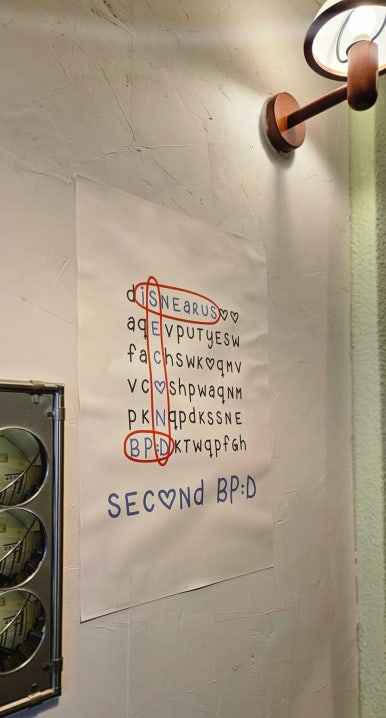 diSNEarUS♡♡
aqEvpUTyESW
faChswk♡qmv
vc♡shpwaqNm
pkNqpdkssNE
BP:DkTwqpfgh
SEC♡Nd BP:D